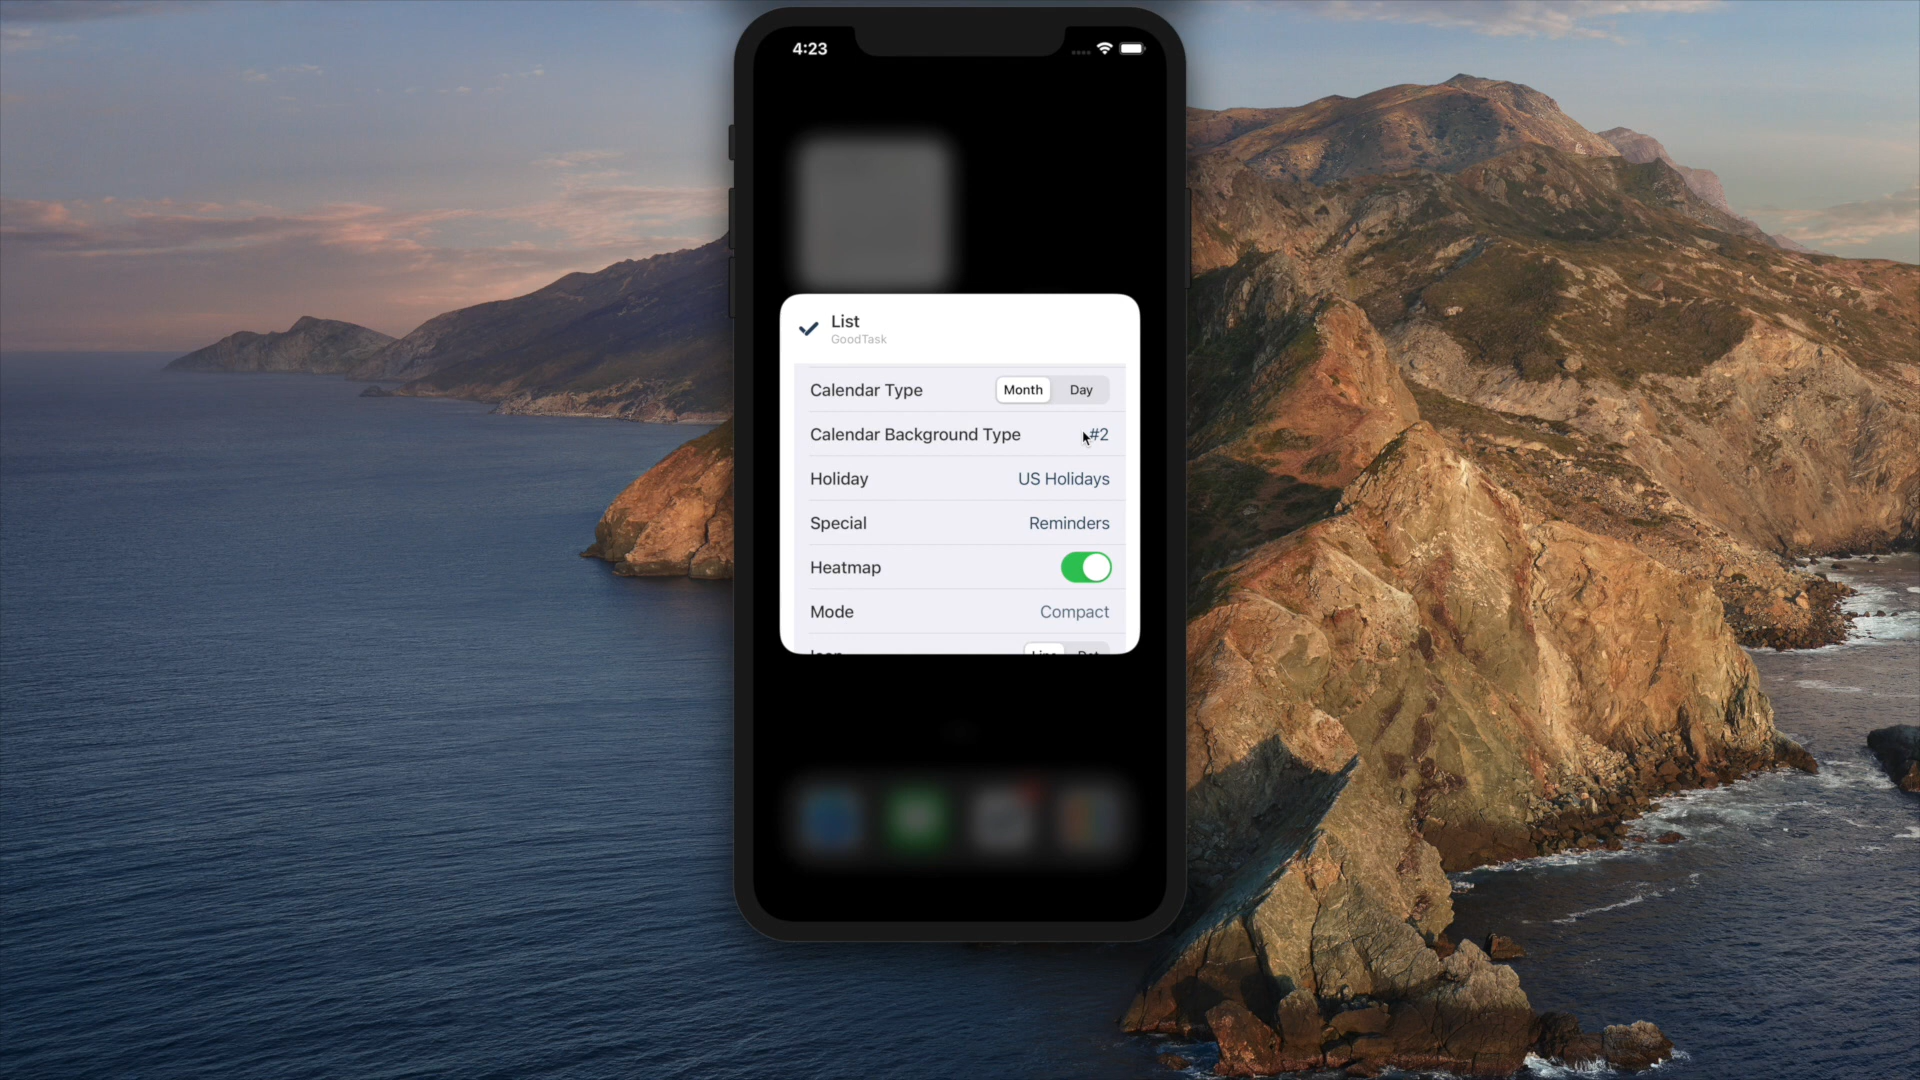 4:23
List
GoodTask
Calendar Type Month Day
Calendar Background Type #2
Holiday US Holidays
Special Reminders
Heatmap
Mode Compact